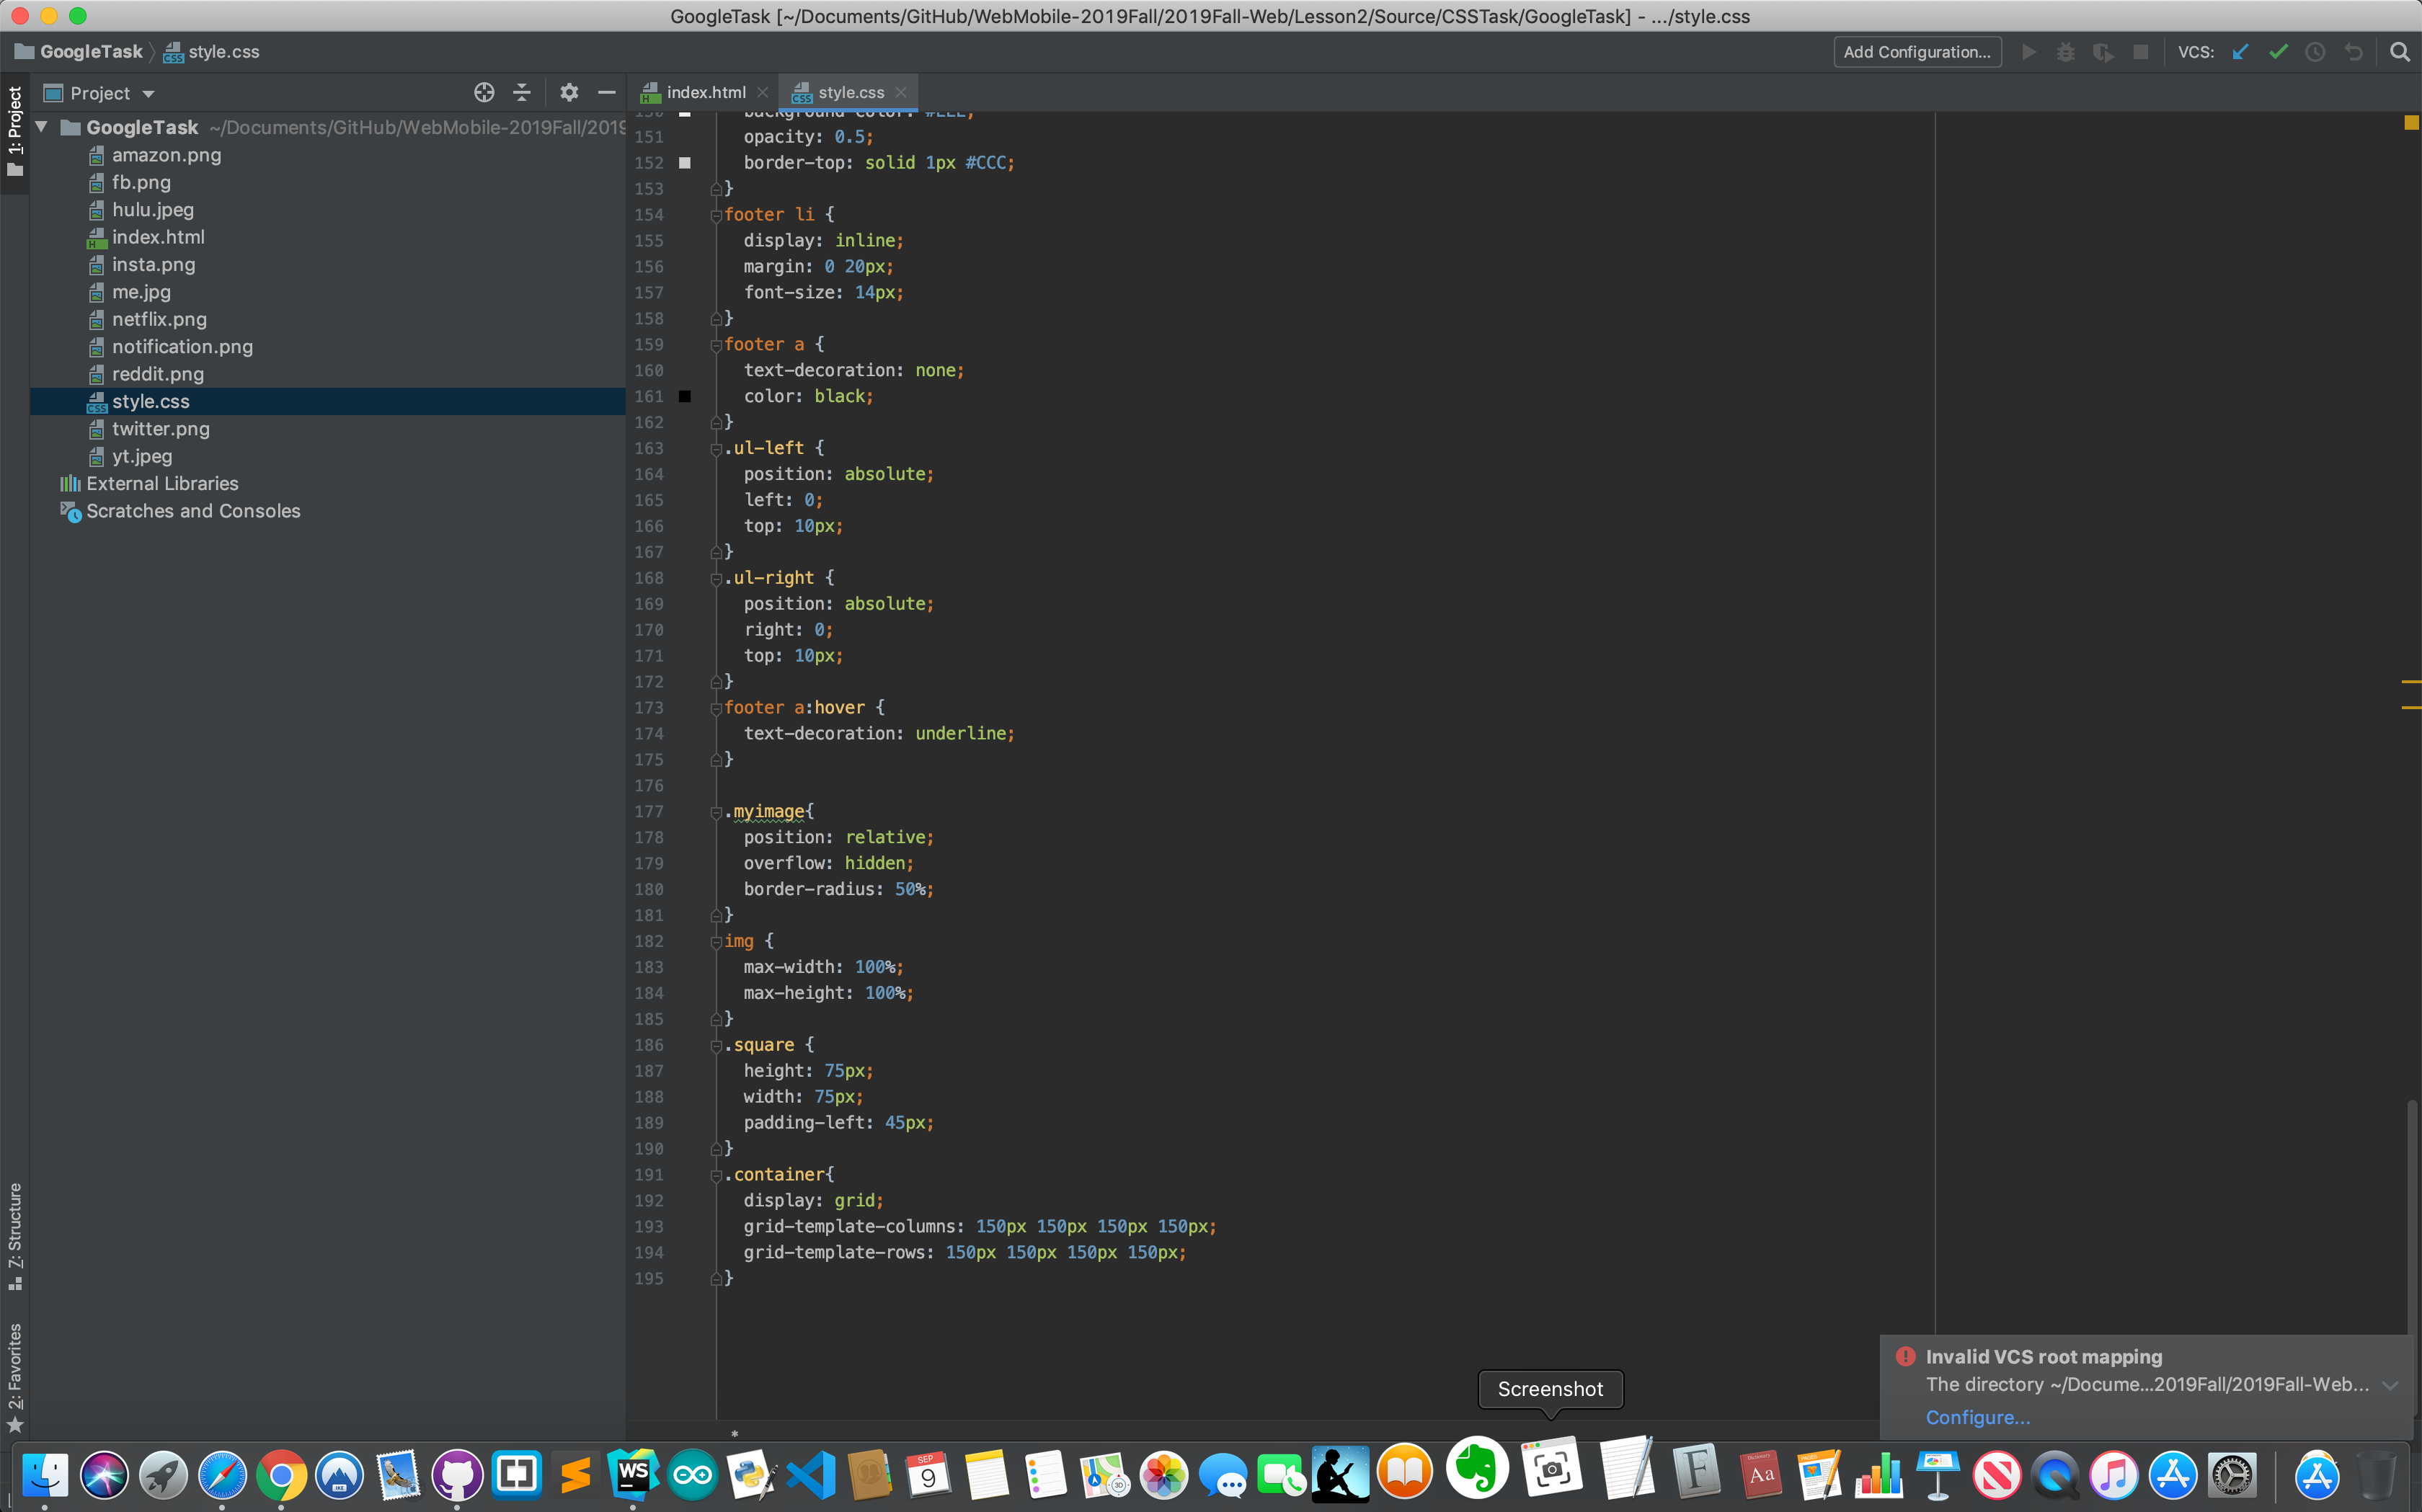 GoogleTask [~/Documents/GitHub/WebMobile-2019Fall/2019Fall-Web/Lesson2/Source/CSSTask/GoogleTask] - .../style.css
GoogleTask style.css
Add Configuration... VCS:
Project
index.html style.css
1: Project
GoogleTask ~/Documents/GitHub/WebMobile-2019Fall/2019
amazon.png
fb.png
hulu.jpeg
index.html
insta.png
me.jpg
netflix.png
notification.png
reddit.png
style.css
twitter.png
yt.jpeg
External Libraries
Scratches and Consoles
7: Structure
2: Favorites
151 opacity: 0.5;
152 border-top: solid 1px #CCC;
153 }
154 footer li {
155 display: inline;
156 margin: 0 20px;
157 font-size: 14px;
158 }
159 footer a {
160 text-decoration: none;
161 color: black;
162 }
163 .ul-left {
164 position: absolute;
165 left: 0;
166 top: 10px;
167 }
168 .ul-right {
169 position: absolute;
170 right: 0;
171 top: 10px;
172 }
173 footer a:hover {
174 text-decoration: underline;
175 }
176
177 .myimage{
178 position: relative;
179 overflow: hidden;
180 border-radius: 50%;
181 }
182 img {
183 max-width: 100%;
184 max-height: 100%;
185 }
186 .square {
187 height: 75px;
188 width: 75px;
189 padding-left: 45px;
190 }
191 .container{
192 display: grid;
193 grid-template-columns: 150px 150px 150px 150px;
194 grid-template-rows: 150px 150px 150px 150px;
195 }
*
Invalid VCS root mapping
The directory ~/Docume...2019Fall/2019Fall-Web...
Configure...
Screenshot
WS
SEP
9
3D
F
Aa
PAGES